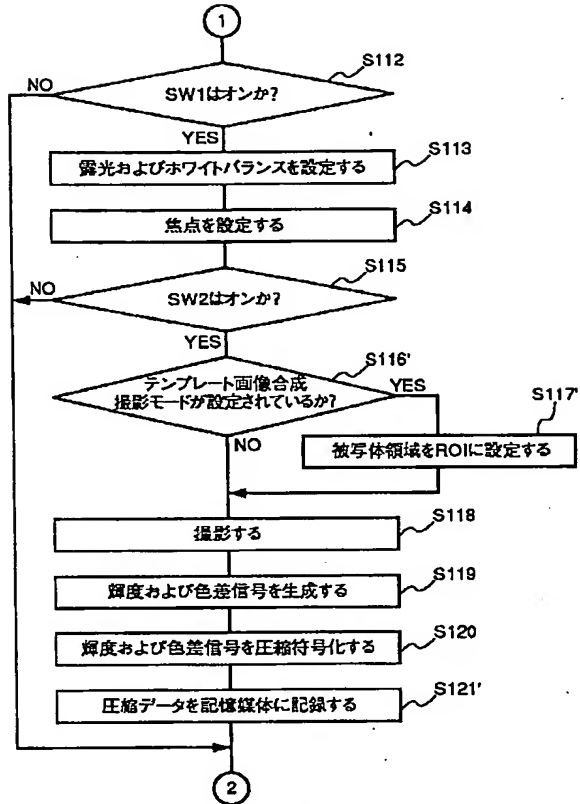 1
S112
NO
SW1はオンか?
YES
S113
露光およびホワイトバランスを設定する
S114
焦点を設定する
S115
NO
SW2はオンか?
YES
S116'
テンプレート画像合成
撮影モードが設定されているか?
YES
S117'
NO
被写体領域をROIに設定する
S118
撮影する
S119
輝度および色差信号を生成する
S120
輝度および色差信号を圧縮符号化する
S121'
圧縮データを記憶媒体に記録する
2